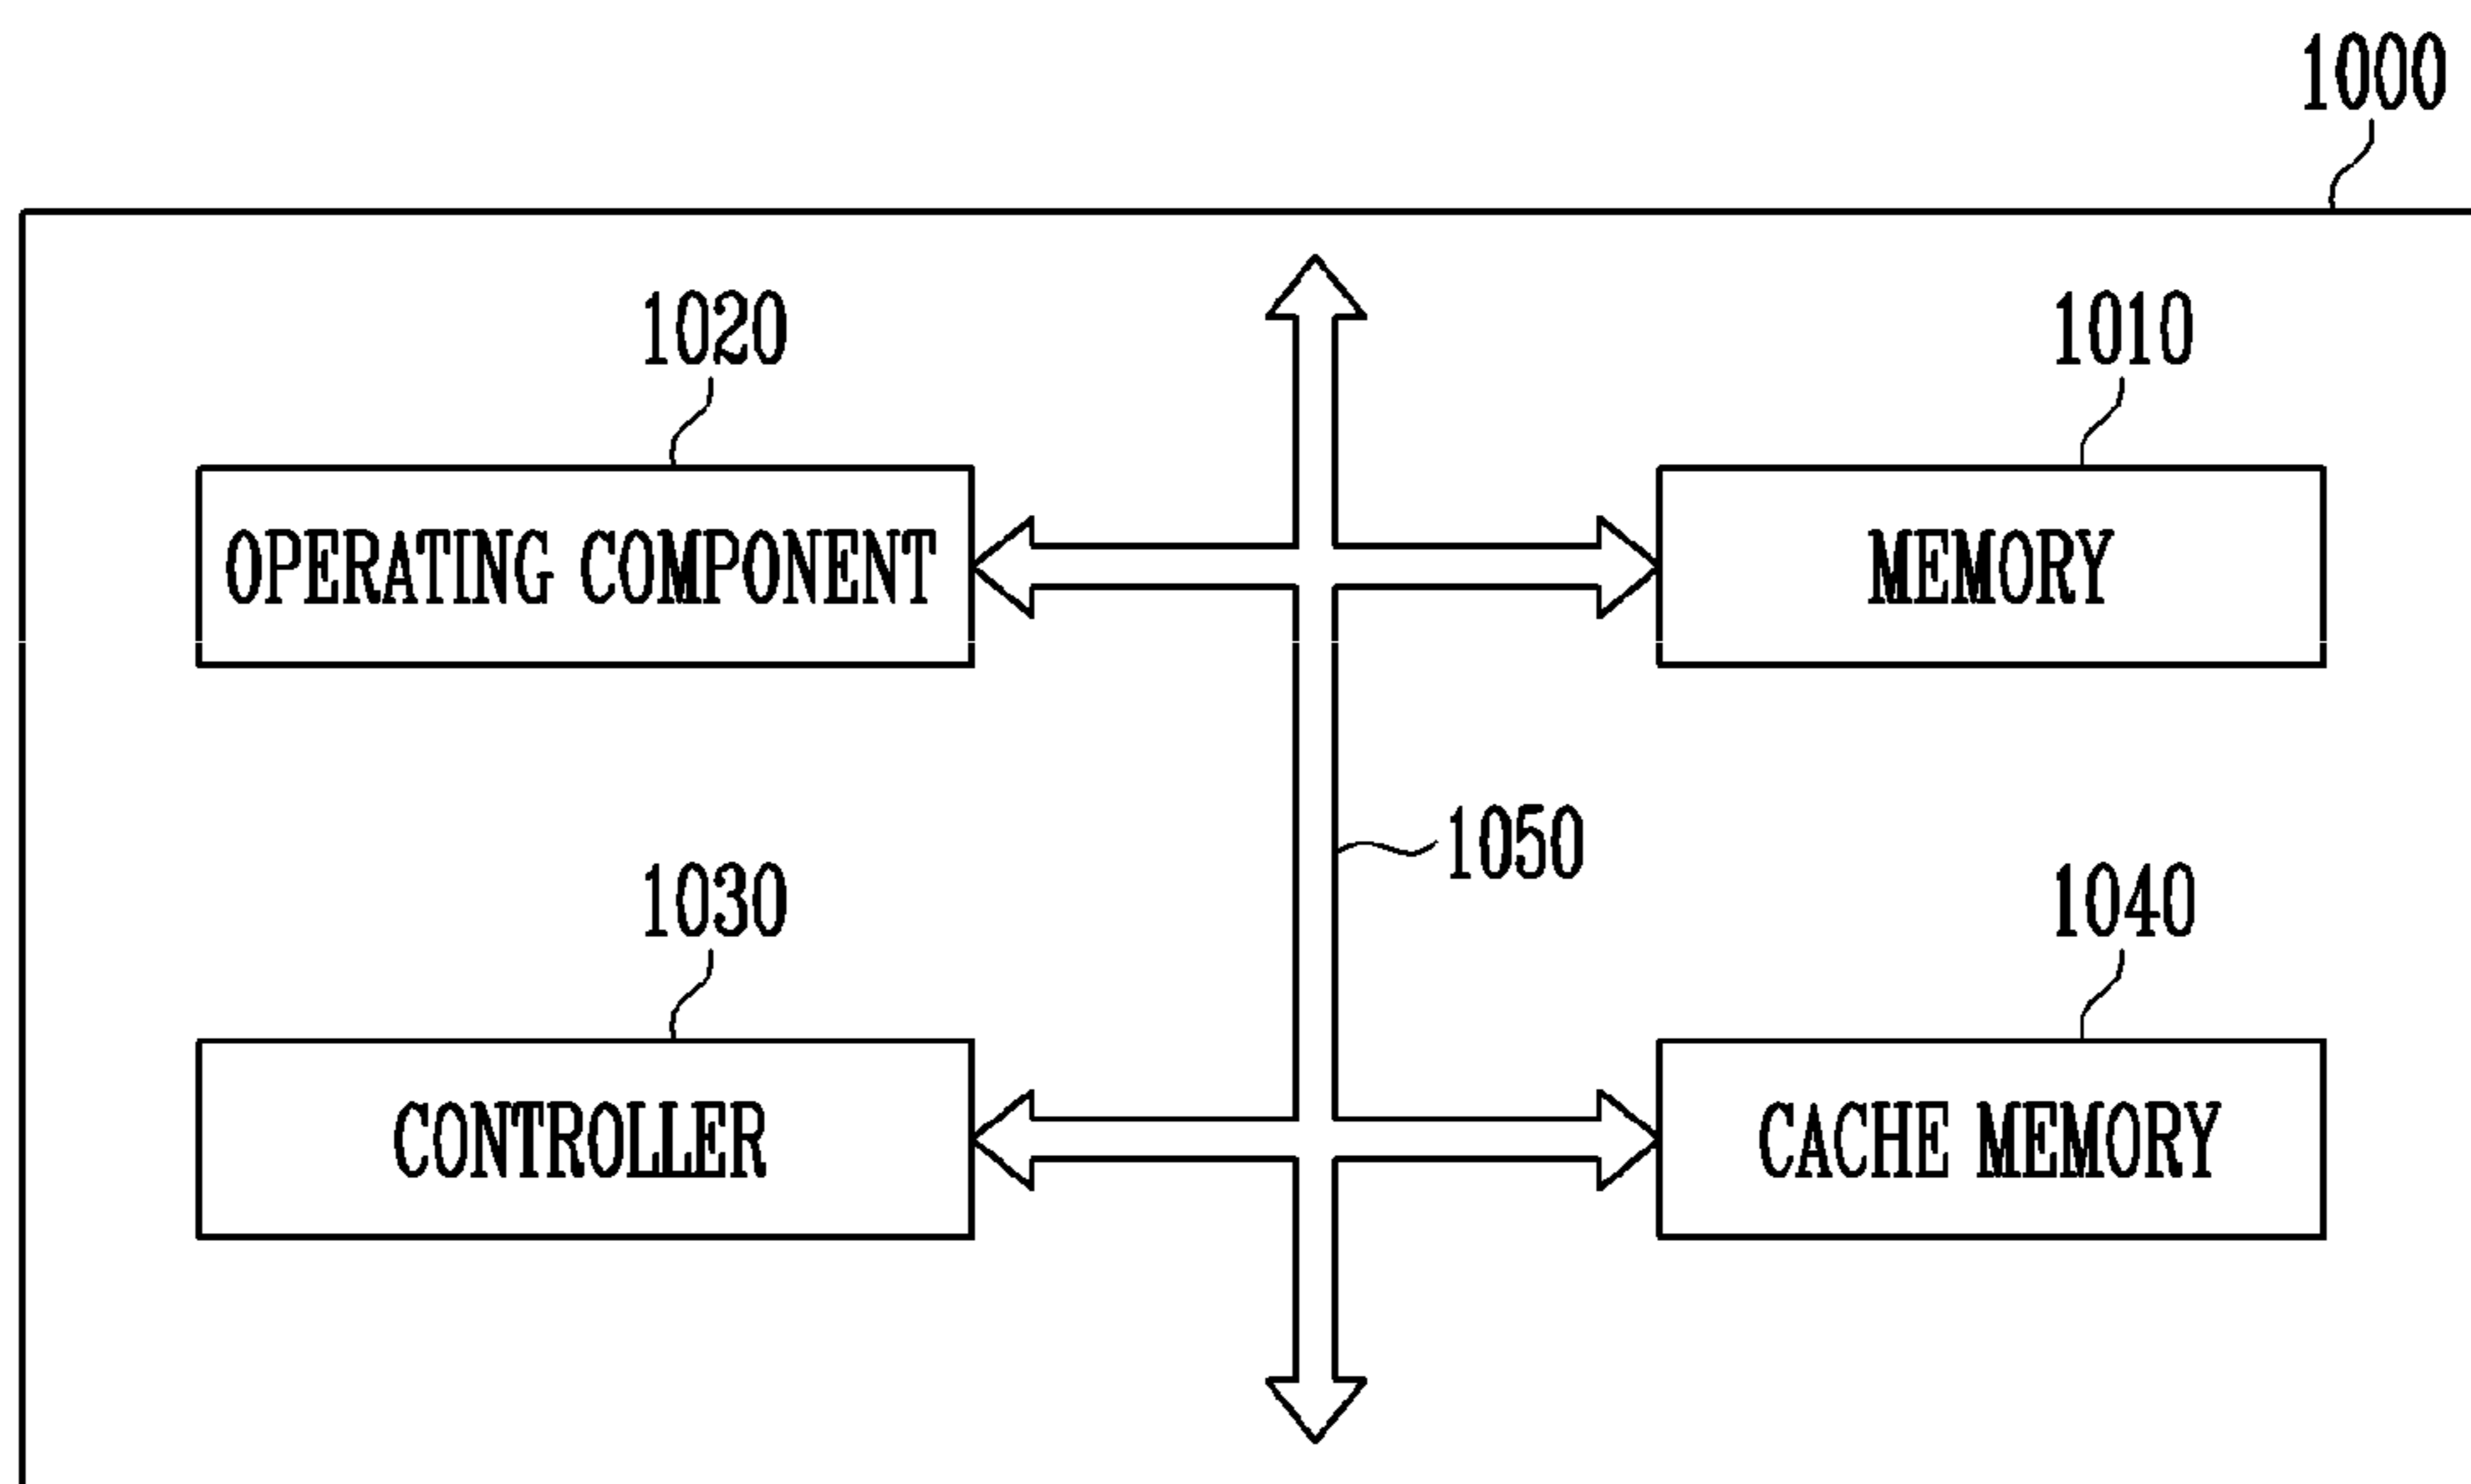 1000
1020
1010
OPERATING COMPONENT
MEMORY
1050
1030
1040
CONTROLLER
CACHE MEMORY